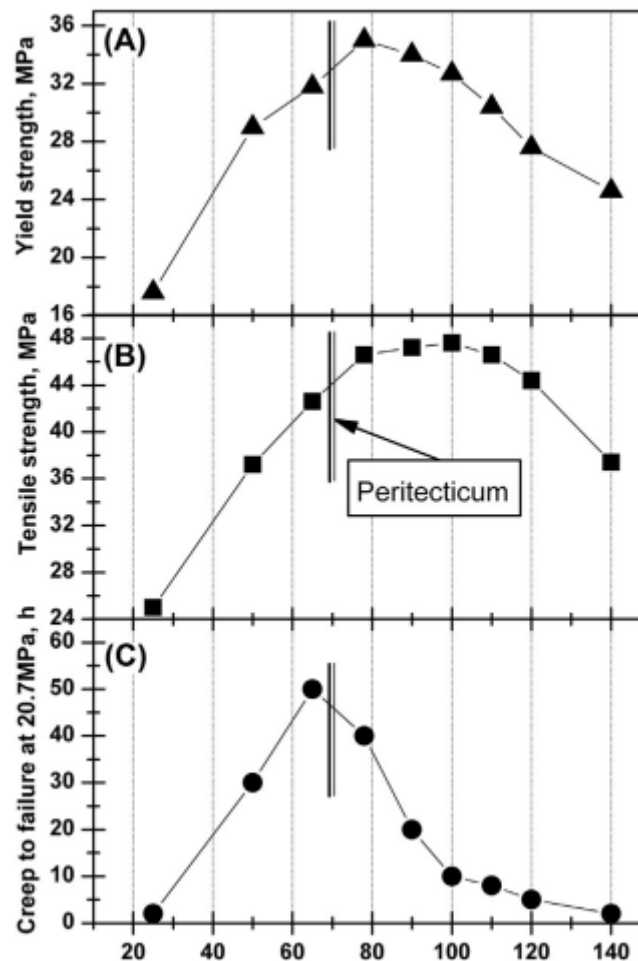 (A)
Yield strength, MPa
36
32
28
24
20
16
(B)
Tensile strength, MPa
48
44
40
36
32
28
24
Peritecticum
(C)
Creep to failure at 20.7MPa, h
60
50
40
30
20
10
0
20 40 60 80 100 120 140